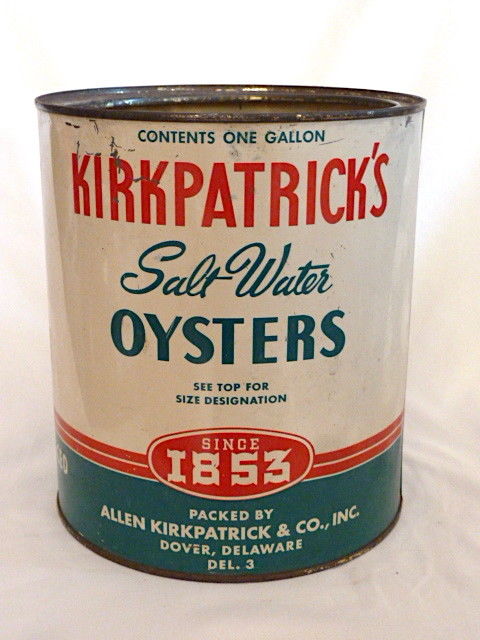 CONTENTS ONE GALLON
KIRKPATRICK'S
Salt-Water
OYSTERS
SEE TOP FOR
SIZE DESIGNATION
SINCE
1853
PACKED BY
ALLEN KIRKPATRICK & CO., INC.
DOVER, DELAWARE
DEL. 3